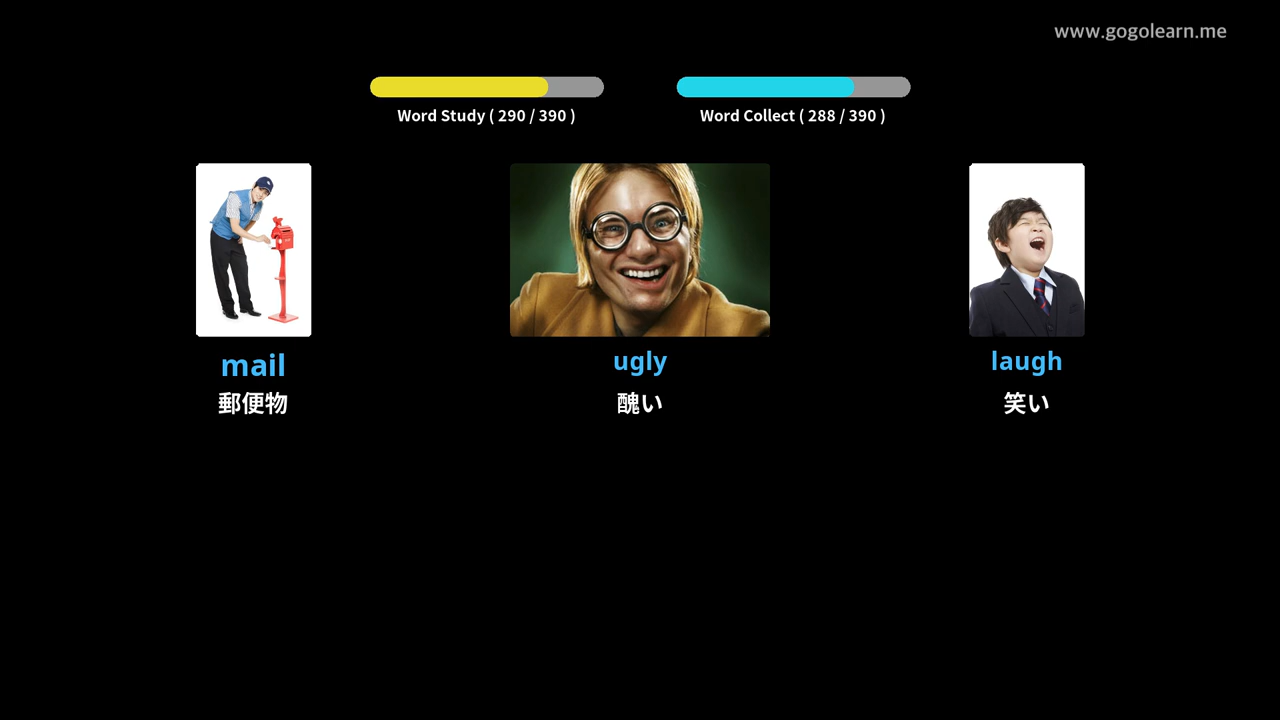 www.gogolearn.me
Word Study ( 290 / 390 )
Word Collect ( 288 / 390 )
mail
ugly
laugh
郵便物
醜い
笑い